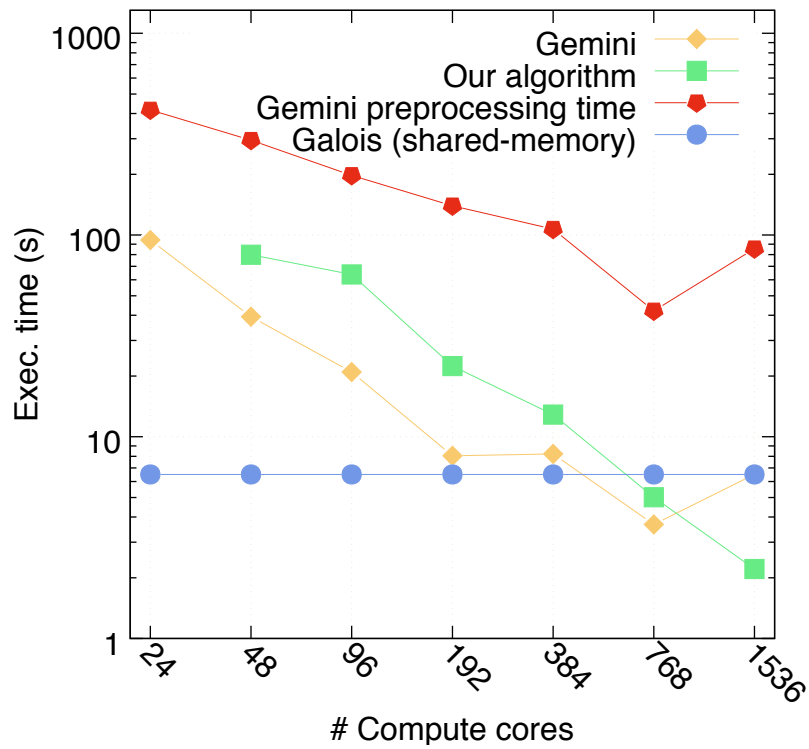 1000
100
10
1
Exec. time (s)
Gemini
Our algorithm
Gemini preprocessing time
Galois (shared-memory)
24
48
96
192
384
768
1536
# Compute cores